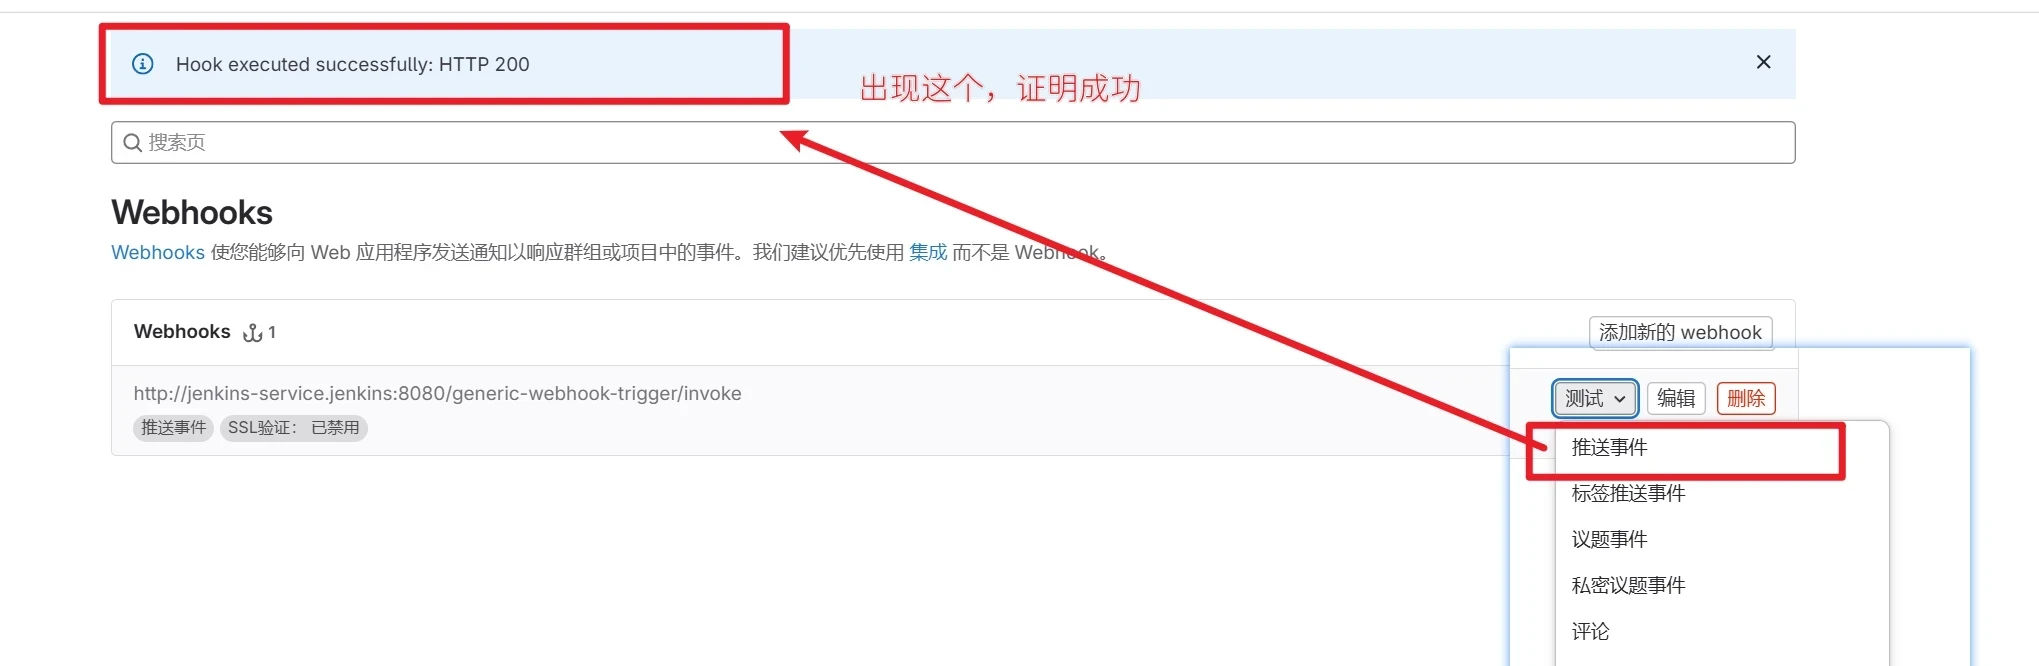 Hook executed successfully: HTTP 200
出现这个，证明成功
搜索页
Webhooks
Webhooks 使您能够向 Web 应用程序发送通知以响应群组或项目中的事件。我们建议优先使用 集成 而不是 Webhook。
Webhooks 1
添加新的 webhook
http://jenkins-service.jenkins:8080/generic-webhook-trigger/invoke
测试 编辑 删除
推送事件 SSL验证： 已禁用
推送事件
标签推送事件
议题事件
私密议题事件
评论